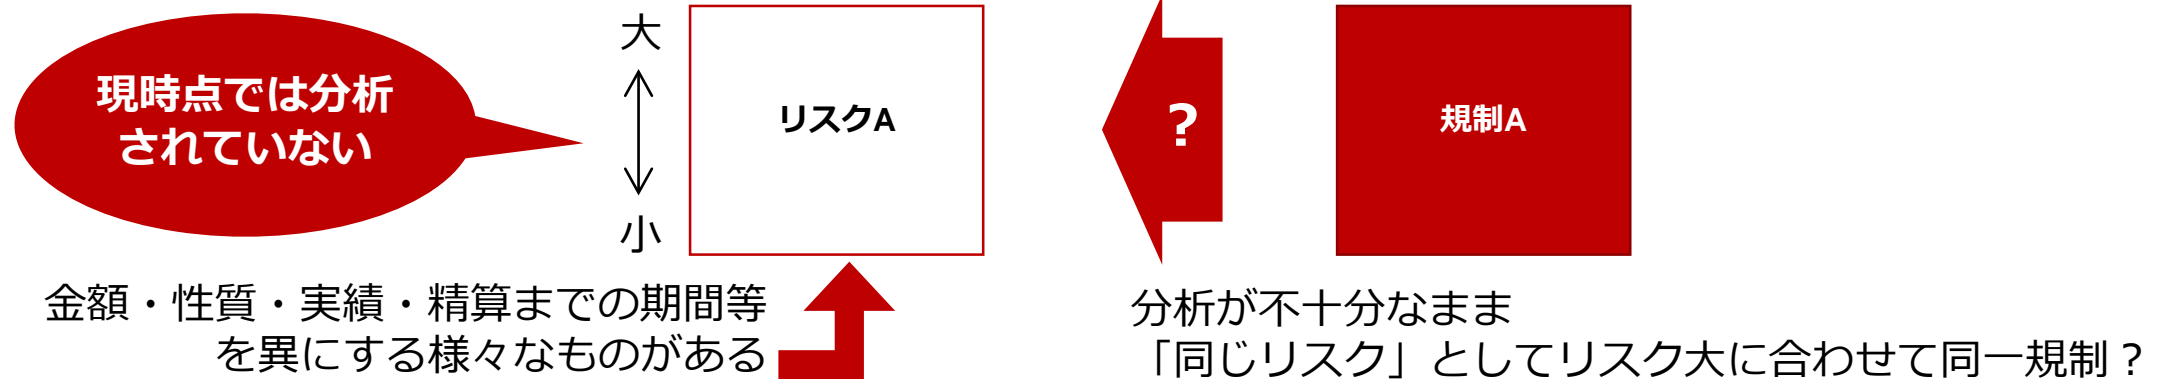 現時点では分析
されていない
大
小
リスクA
?
規制A
金額・性質・実績・精算までの期間等
を異にする様々なものがある
分析が不十分なまま
「同じリスク」としてリスク大に合わせて同一規制？